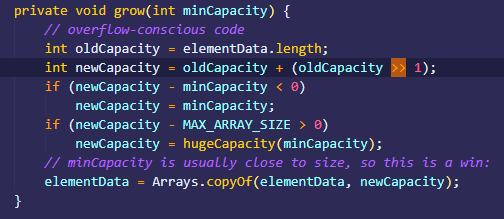 private void grow(int minCapacity) {
    // overflow-conscious code
    int oldCapacity = elementData.length;
    int newCapacity = oldCapacity + (oldCapacity >> 1);
    if (newCapacity - minCapacity < 0)
        newCapacity = minCapacity;
    if (newCapacity - MAX_ARRAY_SIZE > 0)
        newCapacity = hugeCapacity(minCapacity);
    // minCapacity is usually close to size, so this is a win:
    elementData = Arrays.copyOf(elementData, newCapacity);
}